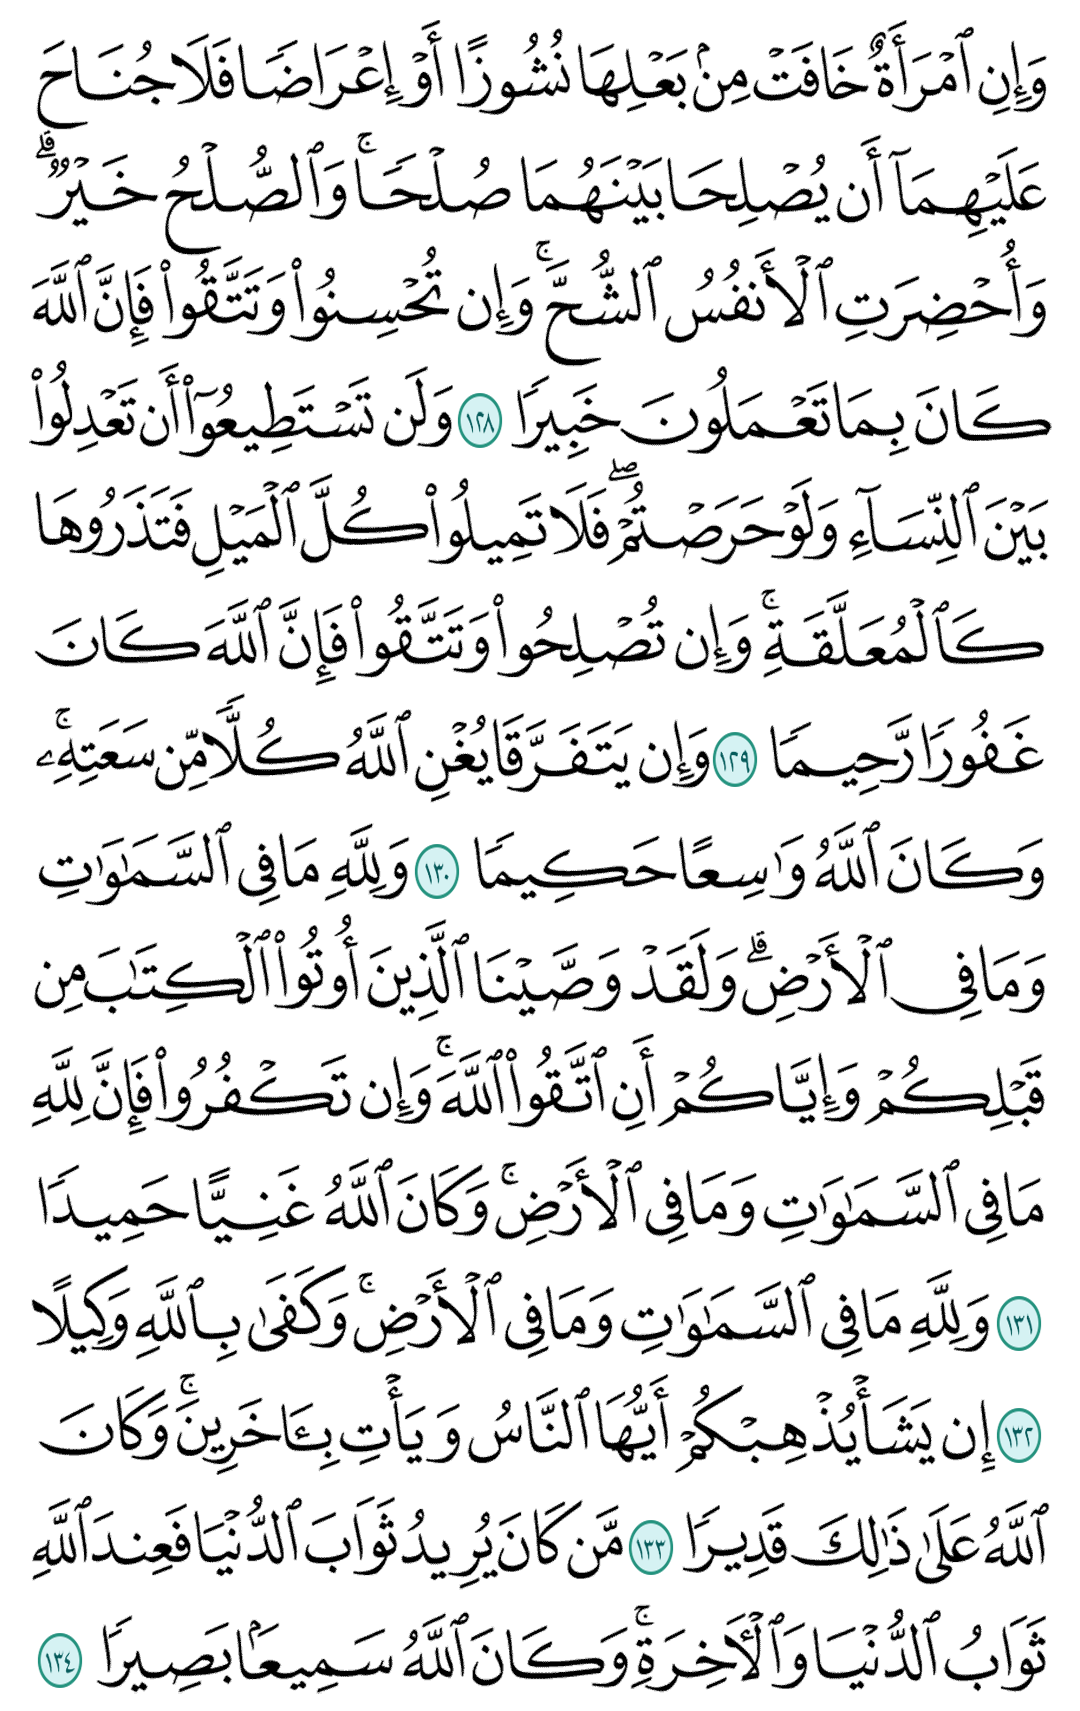 وَإِنِ ٱمۡرَأَةٌ خَافَتۡ مِنۢ بَعۡلِهَا نُشُوزًا أَوۡ إِعۡرَاضٗا فَلَا جُنَاحَ
عَلَيۡهِمَآ أَن يُصۡلِحَا بَيۡنَهُمَا صُلۡحٗاۚ وَٱلصُّلۡحُ خَيۡرٞۗ
وَأُحۡضِرَتِ ٱلۡأَنفُسُ ٱلشُّحَّۚ وَإِن تُحۡسِنُواْ وَتَتَّقُواْ فَإِنَّ ٱللَّهَ
كَانَ بِمَا تَعۡمَلُونَ خَبِيرٗا ١٢٨ وَلَن تَسۡتَطِيعُوٓاْ أَن تَعۡدِلُواْ
بَيۡنَ ٱلنِّسَآءِ وَلَوۡ حَرَصۡتُمۡۖ فَلَا تَمِيلُواْ كُلَّ ٱلۡمَيۡلِ فَتَذَرُوهَا
كَٱلۡمُعَلَّقَةِۚ وَإِن تُصۡلِحُواْ وَتَتَّقُواْ فَإِنَّ ٱللَّهَ كَانَ
غَفُورٗا رَّحِيمٗا ١٢٩ وَإِن يَتَفَرَّقَا يُغۡنِ ٱللَّهُ كُلّٗا مِّن سَعَتِهِۦۚ
وَكَانَ ٱللَّهُ وَٰسِعًا حَكِيمٗا ١٣٠ وَلِلَّهِ مَا فِي ٱلسَّمَٰوَٰتِ
وَمَا فِي ٱلۡأَرۡضِۗ وَلَقَدۡ وَصَّيۡنَا ٱلَّذِينَ أُوتُواْ ٱلۡكِتَٰبَ مِن
قَبۡلِكُمۡ وَإِيَّاكُمۡ أَنِ ٱتَّقُواْ ٱللَّهَۚ وَإِن تَكۡفُرُواْ فَإِنَّ لِلَّهِ
مَا فِي ٱلسَّمَٰوَٰتِ وَمَا فِي ٱلۡأَرۡضِۚ وَكَانَ ٱللَّهُ غَنِيًّا حَمِيدٗا
١٣١ وَلِلَّهِ مَا فِي ٱلسَّمَٰوَٰتِ وَمَا فِي ٱلۡأَرۡضِۚ وَكَفَىٰ بِٱللَّهِ وَكِيلًا
١٣٢ إِن يَشَأۡ يُذۡهِبۡكُمۡ أَيُّهَا ٱلنَّاسُ وَيَأۡتِ بِـَٔاخَرِينَۚ وَكَانَ
ٱللَّهُ عَلَىٰ ذَٰلِكَ قَدِيرٗا ١٣٣ مَّن كَانَ يُرِيدُ ثَوَابَ ٱلدُّنۡيَا فَعِندَ ٱللَّهِ
ثَوَابُ ٱلدُّنۡيَا وَٱلۡأٓخِرَةِۚ وَكَانَ ٱللَّهُ سَمِيعَۢا بَصِيرٗا ١٣٤